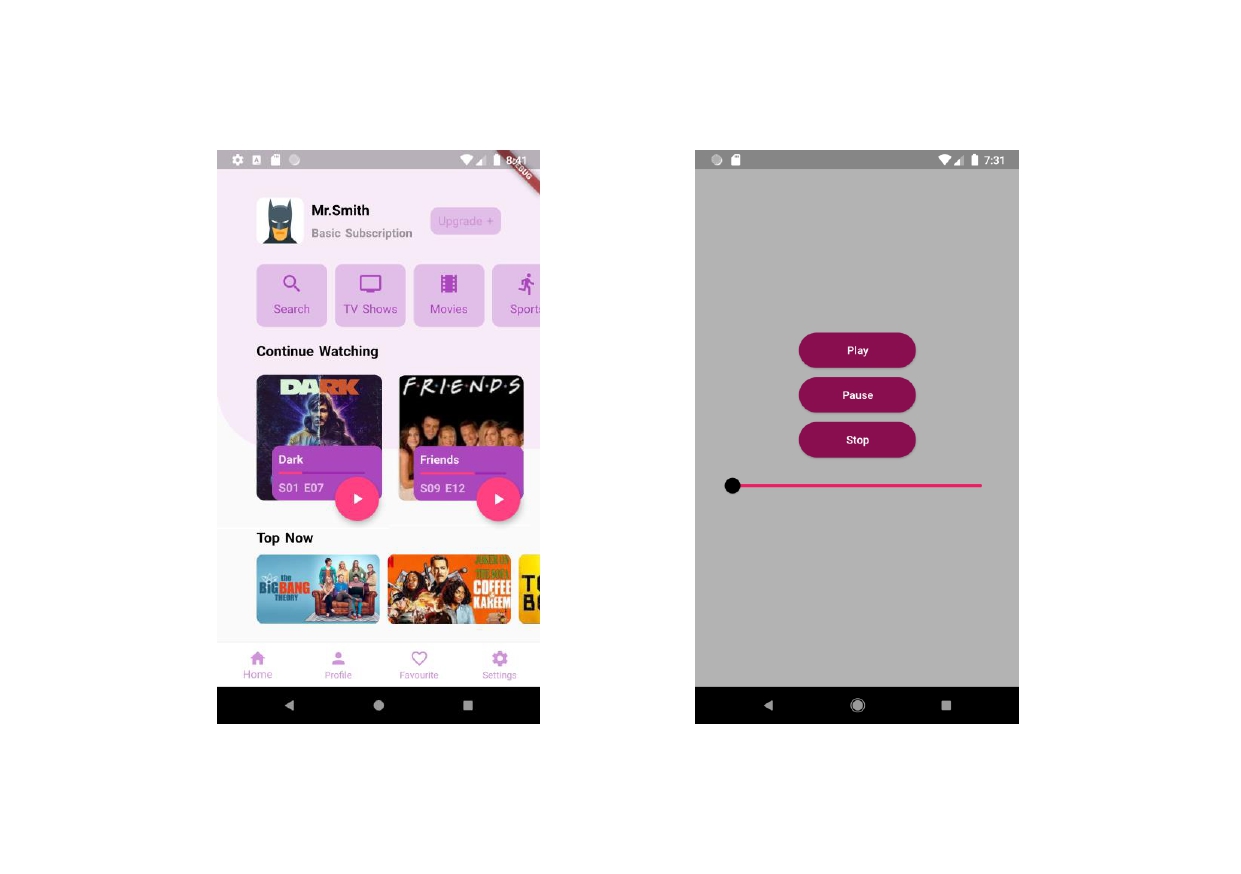 8:41
DEBUG
Mr.Smith
Basic Subscription
Upgrade +
Search
TV Shows
Movies
Sports
Continue Watching
DARK
F·R·I·E·N·D·S
Dark
S01 E07
Friends
S09 E12
Top Now
the
BIG BANG
THEORY
COFFEE
& KAREEM
Home
Profile
Favourite
Settings
7:31
Play
Pause
Stop